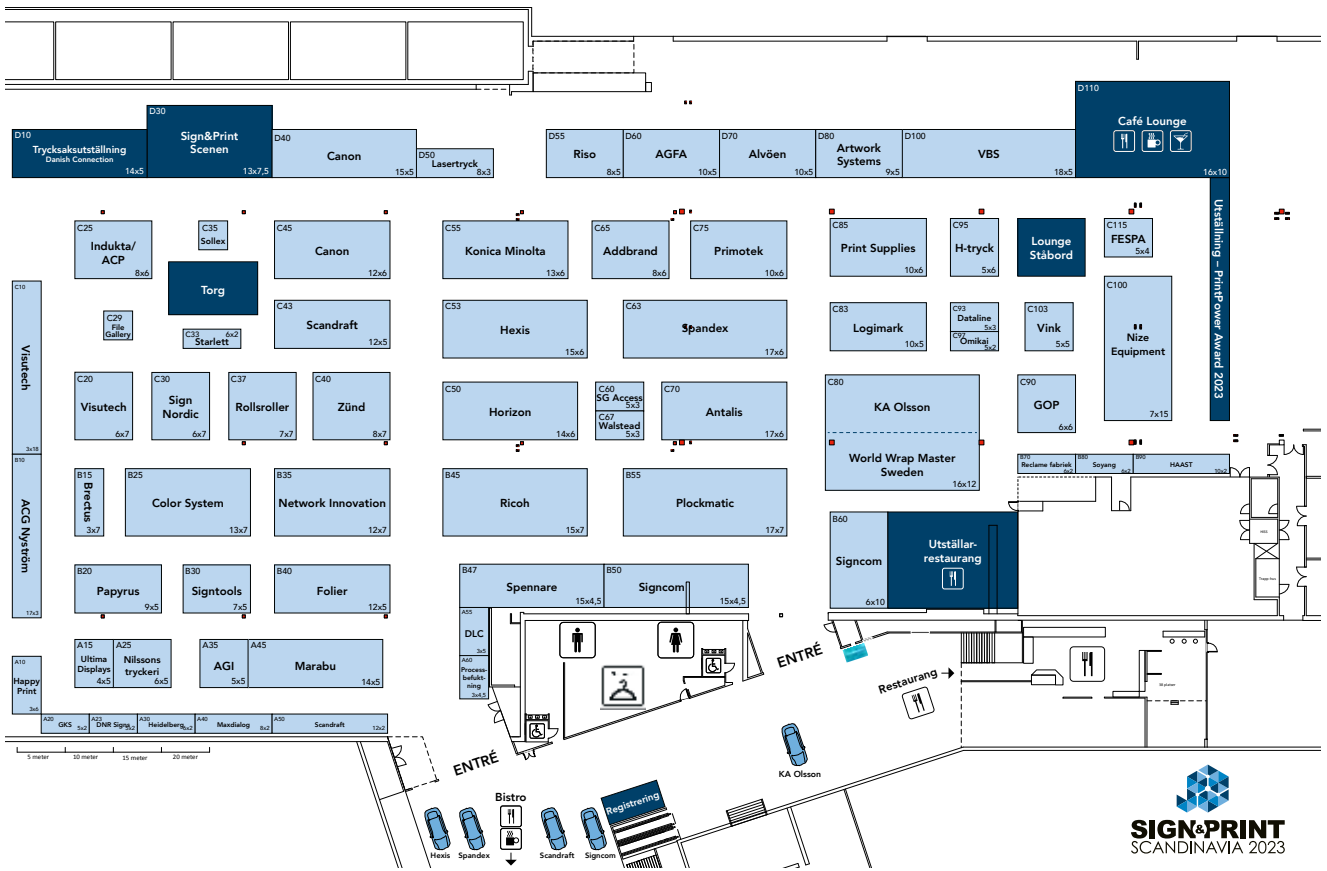 D10
Trycksaksutställning
Danish Connection
14x5
D30
Sign&Print
Scenen
13x7,5
D40
Canon
15x5
D50
Lasertryck
8x3
D55
Riso
8x5
D60
AGFA
10x5
D70
Alvöen
10x5
D80
Artwork
Systems
9x5
D100
VBS
18x5
D110
Café Lounge
16x10
Utställning – PrintPower Award 2023
C25
Indukta/
ACP
8x6
C35
Sollex
Torg
C45
Canon
12x6
C55
Konica Minolta
13x6
C65
Addbrand
8x6
C75
Primotek
10x6
C85
Print Supplies
10x6
C95
H-tryck
5x6
Lounge
Ståbord
C115
FESPA
5x4
C10
Visutech
3x18
C29
File
Gallery
C33
6x2
Starlett
C43
Scandraft
12x5
C53
Hexis
15x6
C63
Spandex
17x6
C83
Logimark
10x5
C93
Dataline
5x3
C97
Omikai
5x2
C103
Vink
5x5
C100
Nize
Equipment
7x15
C20
Visutech
6x7
C30
Sign
Nordic
6x7
C37
Rollsroller
7x7
C40
Zünd
8x7
C50
Horizon
14x6
C60
SG Access
5x3
C67
Walstead
5x3
C70
Antalis
17x6
C80
KA Olsson
World Wrap Master
Sweden
16x12
C90
GOP
6x6
B70
Reclame fabriek
6x2
B80
Soyang
6x2
B90
HAAST
10x2
B10
ACG Nyström
17x3
B15
Brectus
3x7
B25
Color System
13x7
B35
Network Innovation
12x7
B45
Ricoh
15x7
B55
Plockmatic
17x7
B60
Signcom
6x10
Utställar-
restaurang
B20
Papyrus
9x5
B30
Signtools
7x5
B40
Folier
12x5
B47
Spennare
15x4,5
B50
Signcom
15x4,5
A55
DLC
3x5
A60
Process-
befukt-
ning
3x4,5
A10
Happy
Print
3x6
A15
Ultima
Displays
4x5
A25
Nilssons
tryckeri
6x5
A35
AGI
5x5
A45
Marabu
14x5
A20
GKS
5x2
A23
DNR Sign
5x2
A30
Heidelberg
6x2
A40
Maxdialog
8x2
A50
Scandraft
12x2
5 meter
10 meter
15 meter
20 meter
ENTRÉ
ENTRÉ
Restaurang
KA Olsson
Bistro
Registrering
Hexis
Spandex
Scandraft
Signcom
SIGN&PRINT
SCANDINAVIA 2023